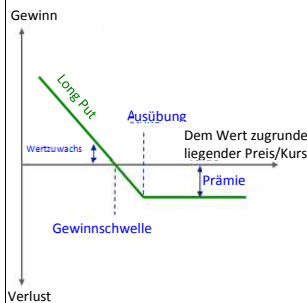 Gewinn
Long Put
Ausübung
Dem Wert zugrunde
liegender Preis/Kurs
Wertzuwachs
Prämie
Gewinnschwelle
Verlust